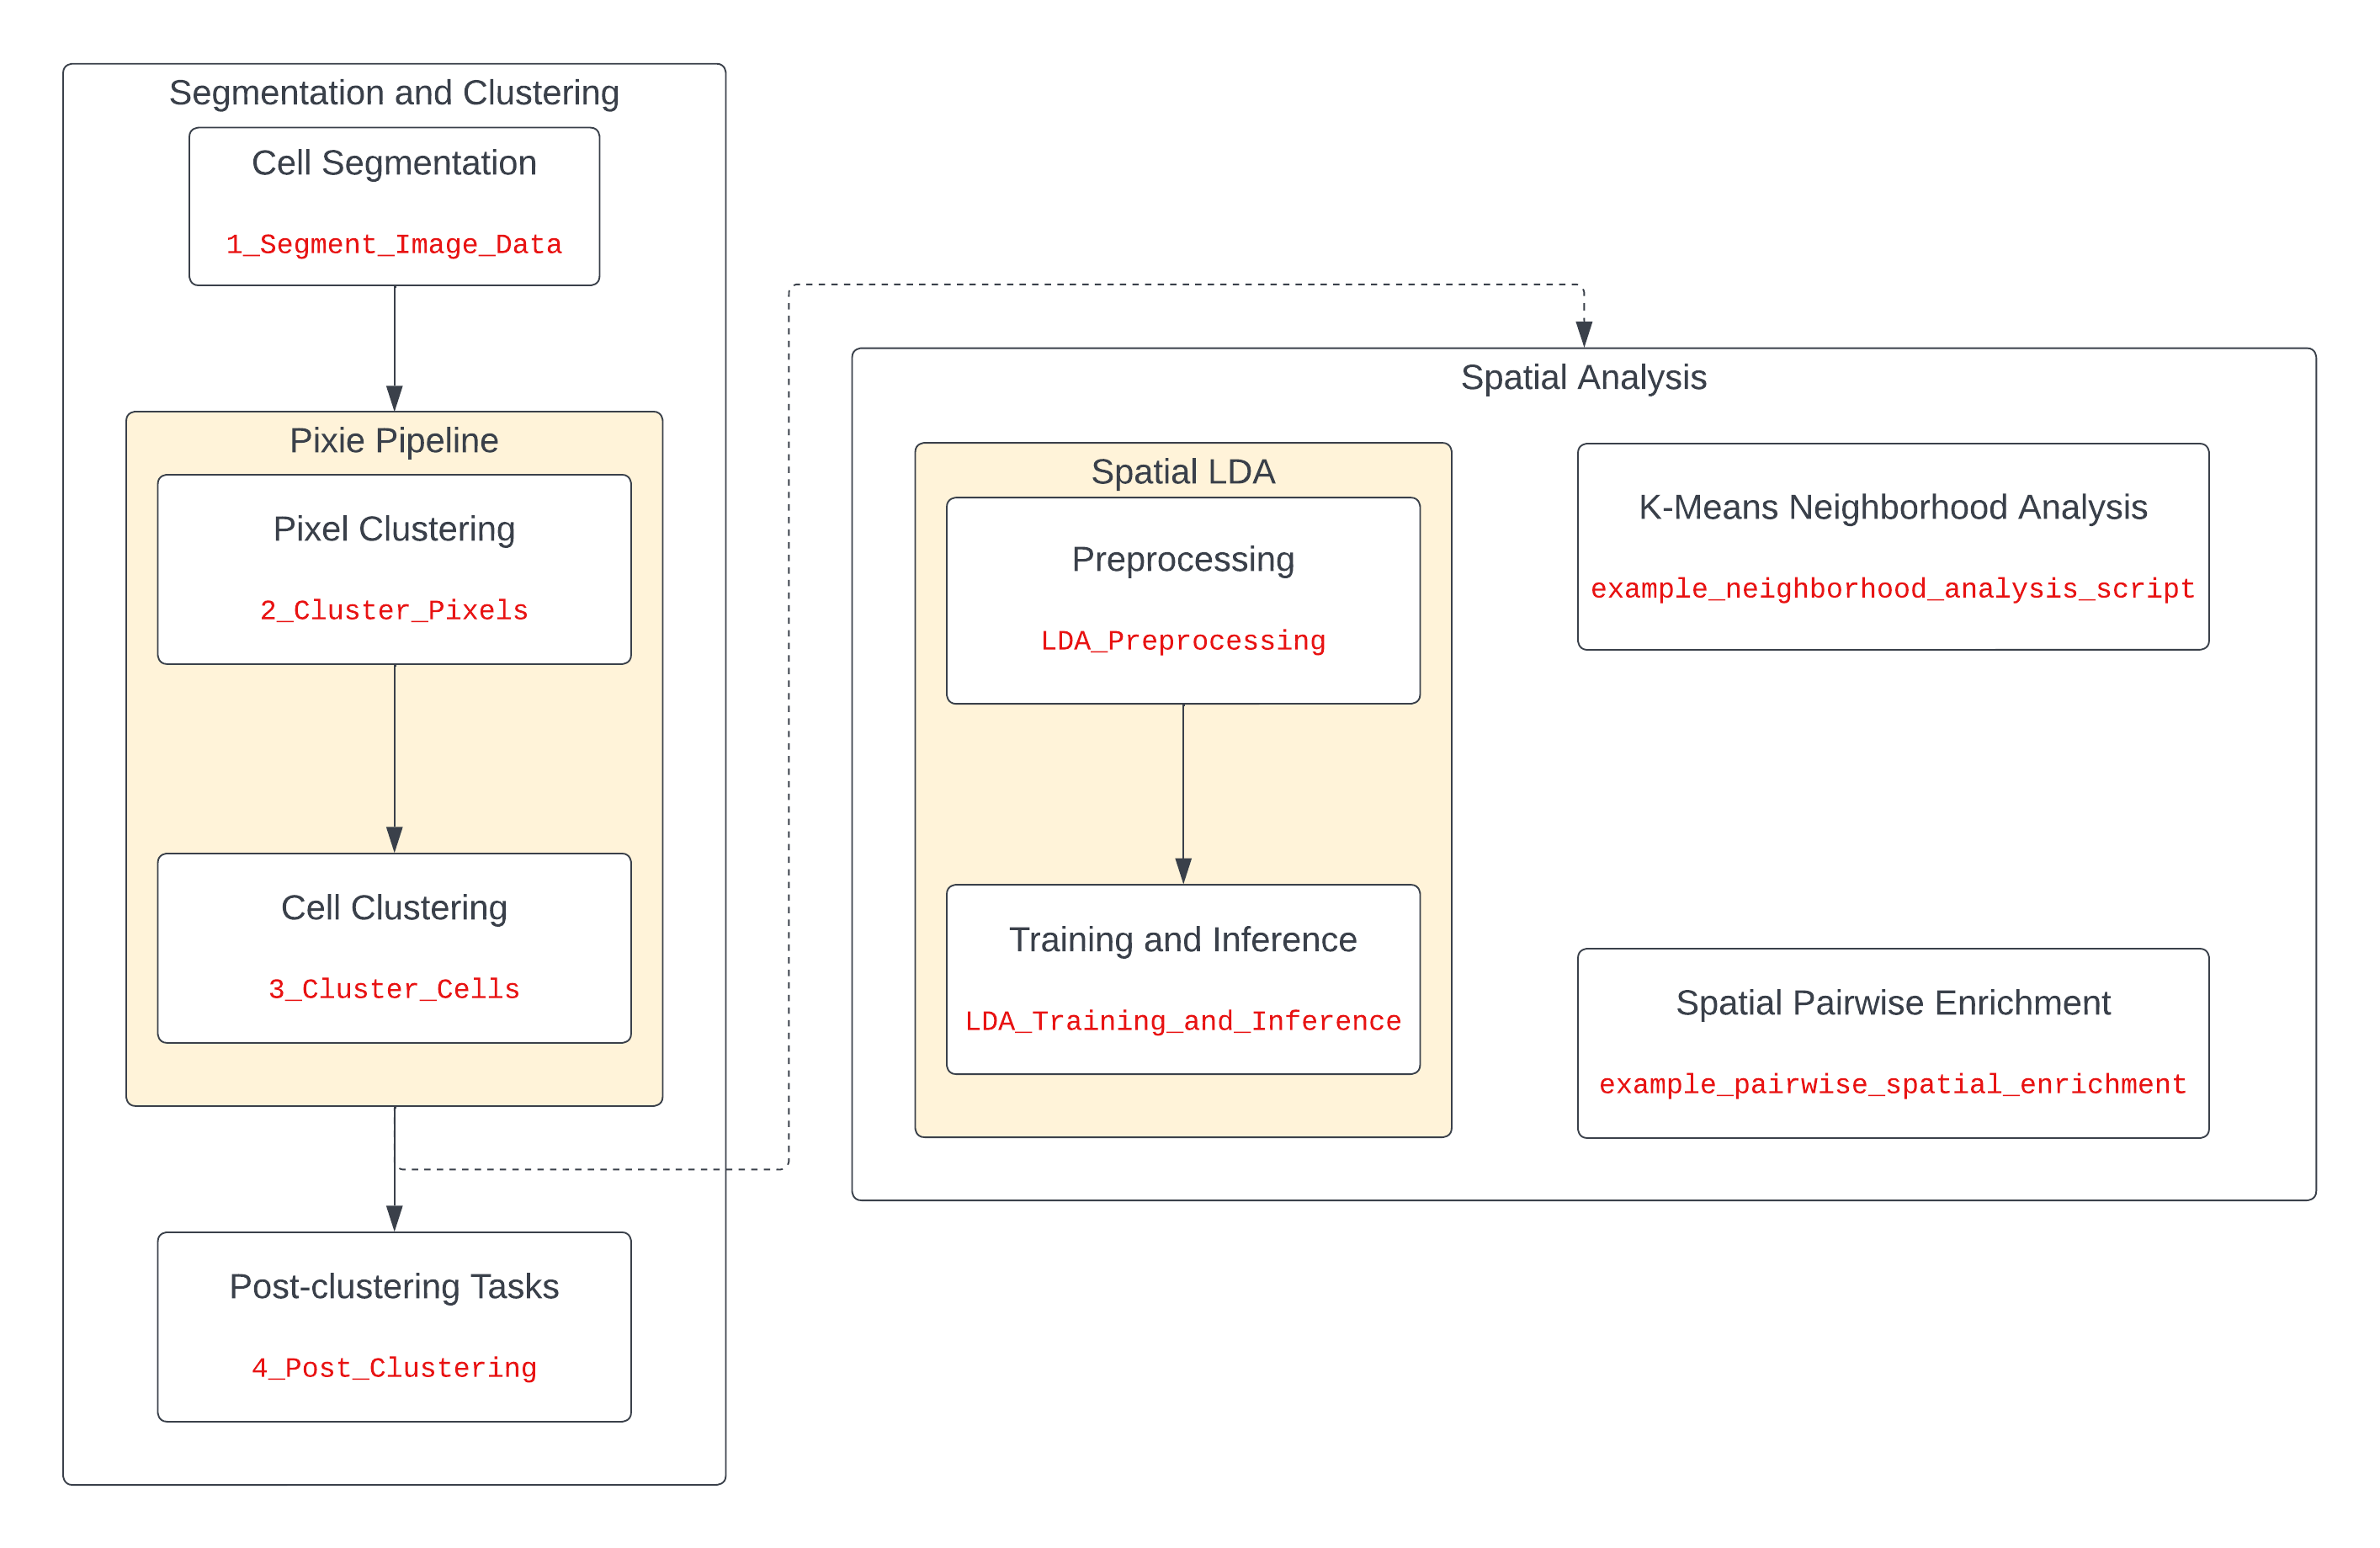 Segmentation and Clustering
Cell Segmentation
1_Segment_Image_Data
Pixie Pipeline
Pixel Clustering
2_Cluster_Pixels
Cell Clustering
3_Cluster_Cells
Post-clustering Tasks
4_Post_Clustering
Spatial Analysis
Spatial LDA
Preprocessing
LDA_Preprocessing
Training and Inference
LDA_Training_and_Inference
K-Means Neighborhood Analysis
example_neighborhood_analysis_script
Spatial Pairwise Enrichment
example_pairwise_spatial_enrichment